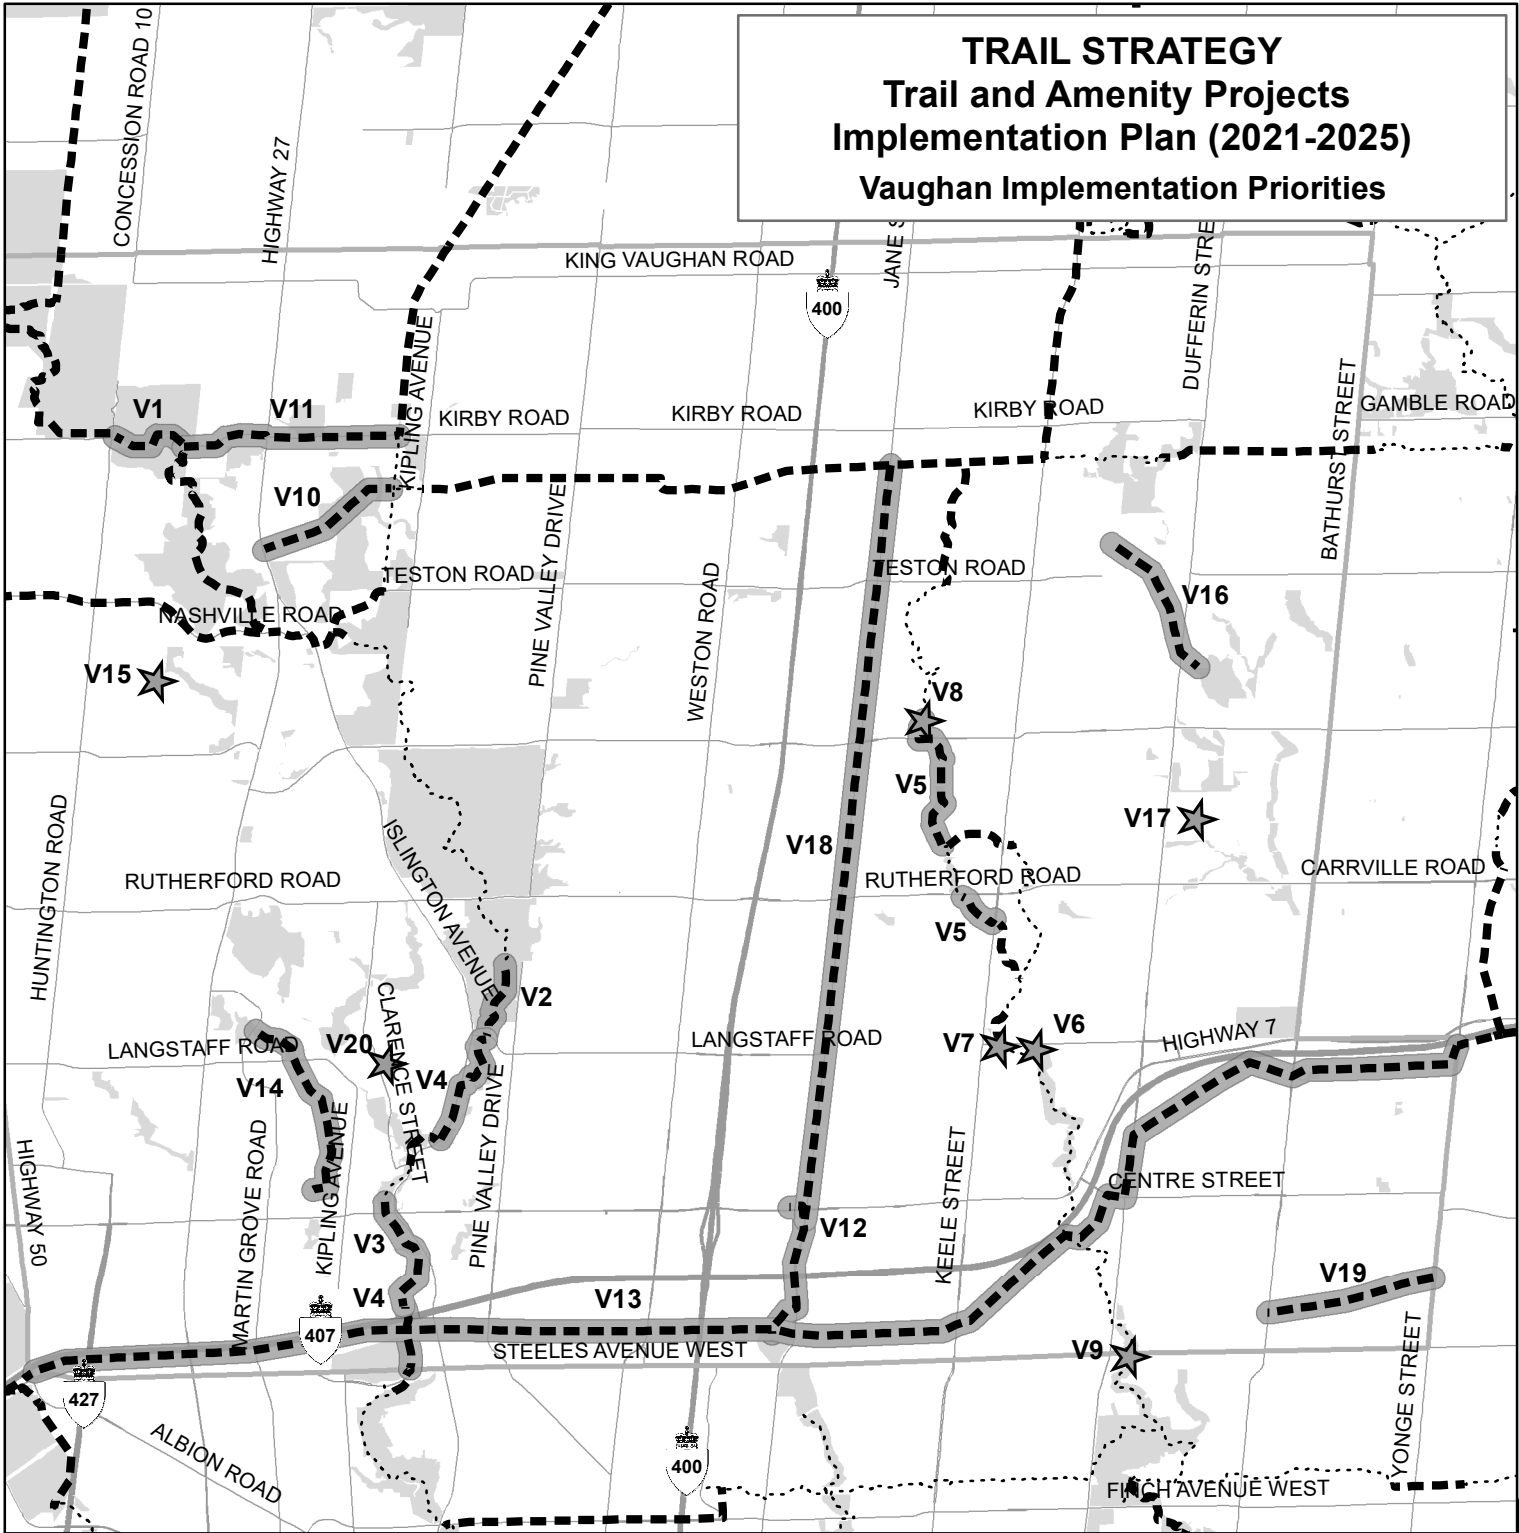 TRAIL STRATEGY
Trail and Amenity Projects
Implementation Plan (2021-2025)
Vaughan Implementation Priorities
CONCESSION ROAD 10
HIGHWAY 27
KING VAUGHAN ROAD
JANE S
DUFFERIN STRE
400
KIPLING AVENUE
BATHURST STREET
V1
V11
KIRBY ROAD
KIRBY ROAD
KIRBY ROAD
GAMBLE ROAD
V10
PINE VALLEY DRIVE
TESTON ROAD
TESTON ROAD
WESTON ROAD
V16
NASHVILLE ROAD
V15
V8
V5
V17
V18
HUNTINGTON ROAD
ISLINGTON AVENUE
RUTHERFORD ROAD
RUTHERFORD ROAD
CARRVILLE ROAD
V5
V2
CLARENCE STREET
V6
V7
HIGHWAY 7
LANGSTAFF ROAD
V20
LANGSTAFF ROAD
V14
V4
PINE VALLEY DRIVE
MARTIN GROVE ROAD
KIPLING AVENUE
HIGHWAY 50
KEELE STREET
CENTRE STREET
V12
V3
V19
V4
V13
407
STEELES AVENUE WEST
V9
YONGE STREET
427
ALBION ROAD
400
FINCH AVENUE WEST